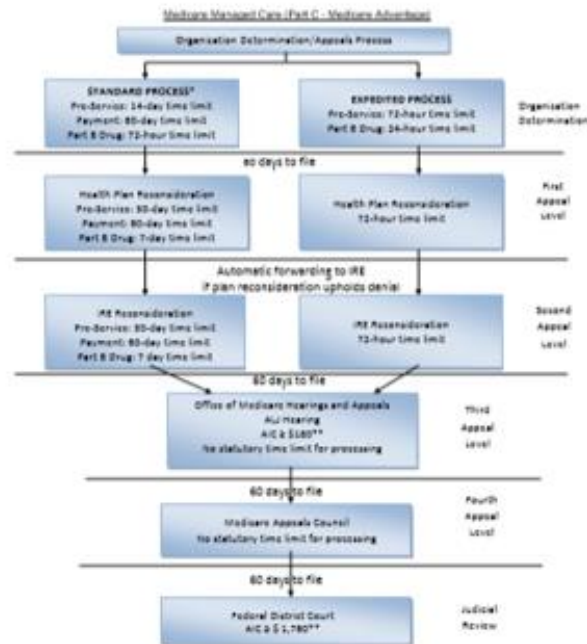 Medicare Managed Care (Part C - Medicare Advantage)
Organization Determination/Appeals Process
STANDARD PROCESS*
Pre-Service: 14-day time limit
Payment: 60-day time limit
Part B Drug: 72-hour time limit
EXPEDITED PROCESS
Pre-Service: 72-hour time limit
Part B Drug: 24-hour time limit
Organization
Determination
60 days to file
Health Plan Reconsideration
Pre-Service: 30-day time limit
Payment: 60-day time limit
Part B Drug: 7-day time limit
Health Plan Reconsideration
72-hour time limit
First
Appeal
Level
Automatic forwarding to IRE
if plan reconsideration upholds denial
IRE Reconsideration
Pre-Service: 30-day time limit
Payment: 60-day time limit
Part B Drug: 7 day time limit
IRE Reconsideration
72-hour time limit
Second
Appeal
Level
60 days to file
Office of Medicare Hearings and Appeals
ALJ Hearing
AIC ≥ $180**
No statutory time limit for processing
Third
Appeal
Level
60 days to file
Medicare Appeals Council
No statutory time limit for processing
Fourth
Appeal
Level
60 days to file
Federal District Court
AIC ≥ $ 1,760**
Judicial
Review